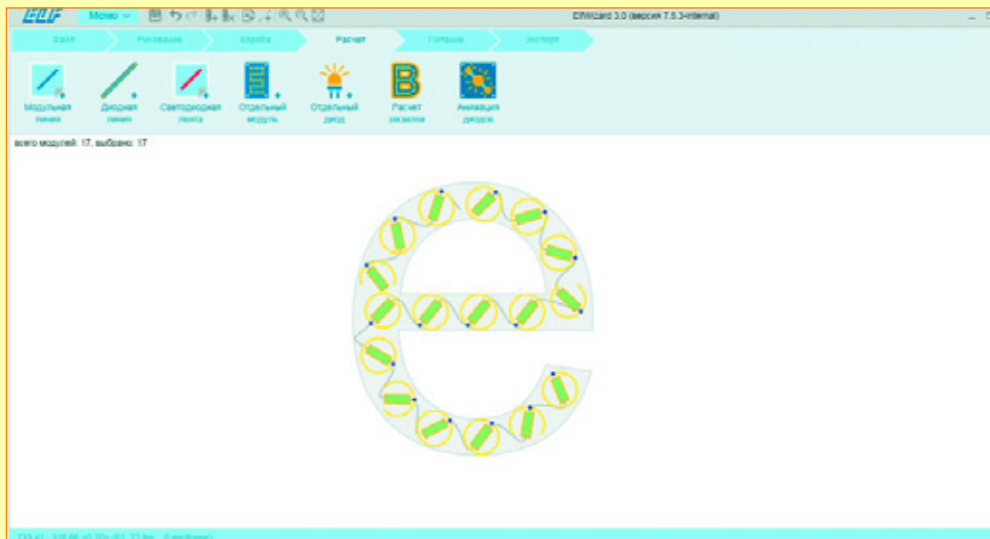 ELF Меню ElfWizard 3.0 (версия 7.5.3-internal)
Файл Рисование Короба Расчет Готовые Экспорт
Модульная линия
Диодная линия
Светодиодная лента
Отдельный модуль
Отдельный диод
Расчет засветки
Анимация диодов
всего модулей: 17, выбрано: 17